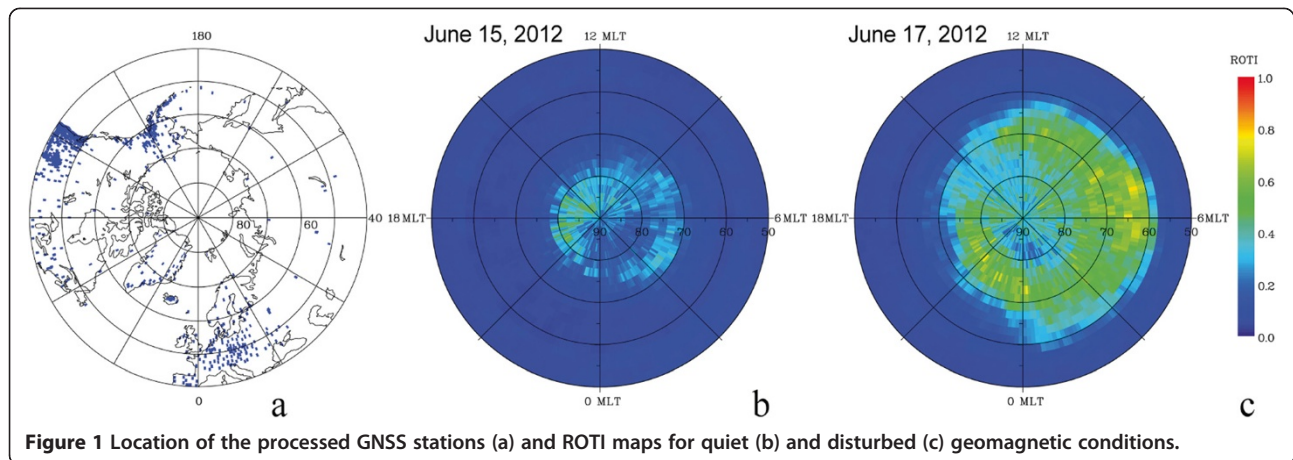 180
80
60
40
0
a
June 15, 2012
12 MLT
18 MLT
6 MLT
90
80
70
60
50
0 MLT
b
June 17, 2012
12 MLT
18 MLT
6 MLT
90
80
70
60
50
0 MLT
c
ROTI
1.0
0.8
0.6
0.4
0.2
0.0
Figure 1 Location of the processed GNSS stations (a) and ROTI maps for quiet (b) and disturbed (c) geomagnetic conditions.